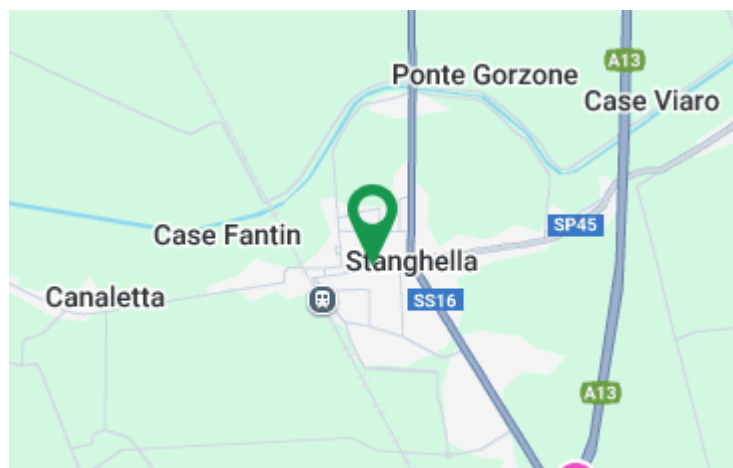 A13
Ponte Gorzone
Case Viaro
SP45
Case Fantin
Stanghella
Canaletta
SS16
A13